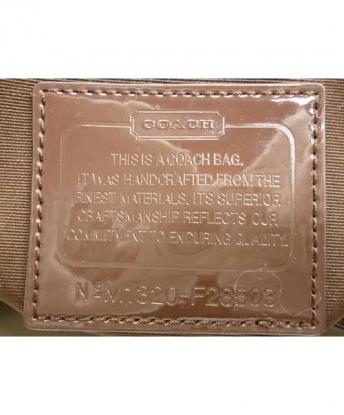 COACH
THIS IS A COACH BAG.
IT WAS HANDCRAFTED FROM THE
FINEST MATERIALS. ITS SUPERIOR
CRAFTSMANSHIP REFLECTS OUR
COMMITMENT TO ENDURING QUALITY.
Nº M1320-F23503